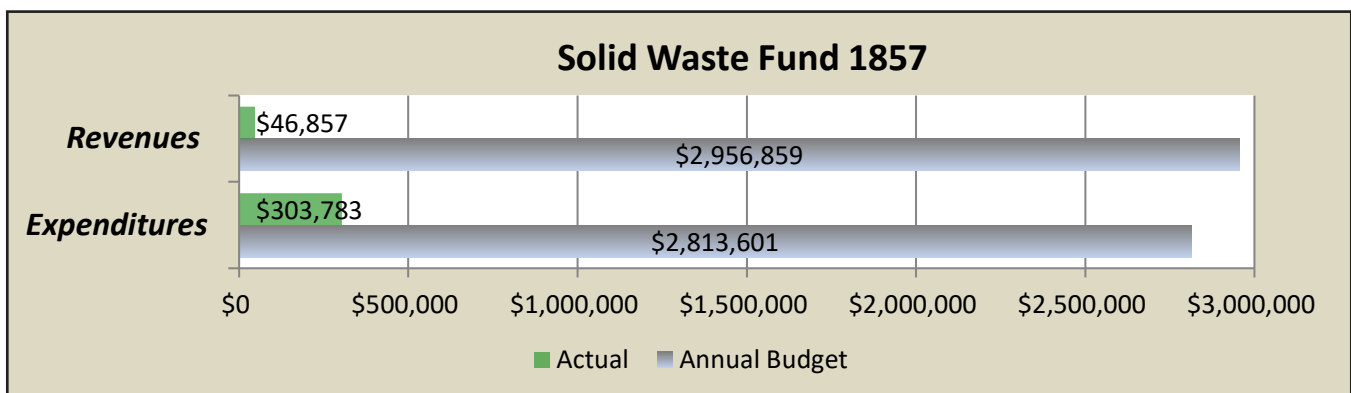 Solid Waste Fund 1857
Revenues
$46,857
$2,956,859
Expenditures
$303,783
$2,813,601
$0 $500,000 $1,000,000 $1,500,000 $2,000,000 $2,500,000 $3,000,000
Actual Annual Budget